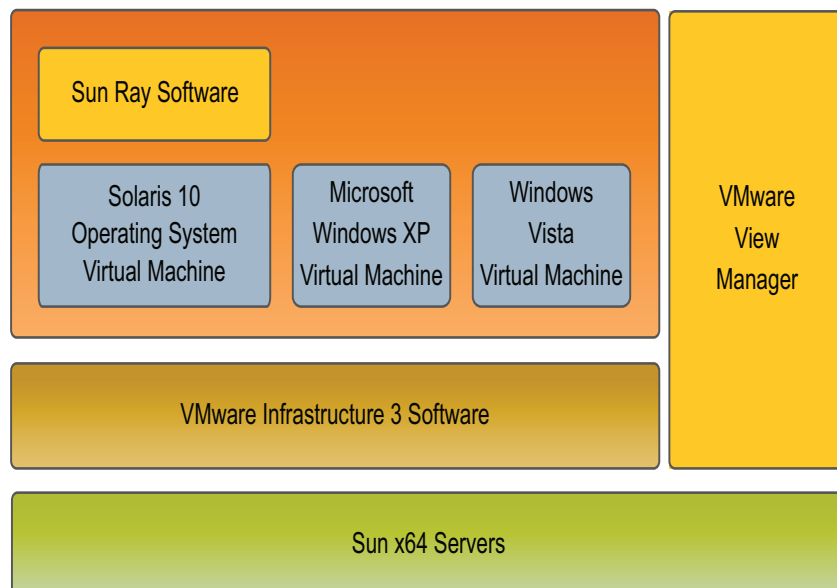 Sun Ray Software
Solaris 10
Operating System
Virtual Machine
Microsoft
Windows XP
Virtual Machine
Windows
Vista
Virtual Machine
VMware
View
Manager
VMware Infrastructure 3 Software
Sun x64 Servers